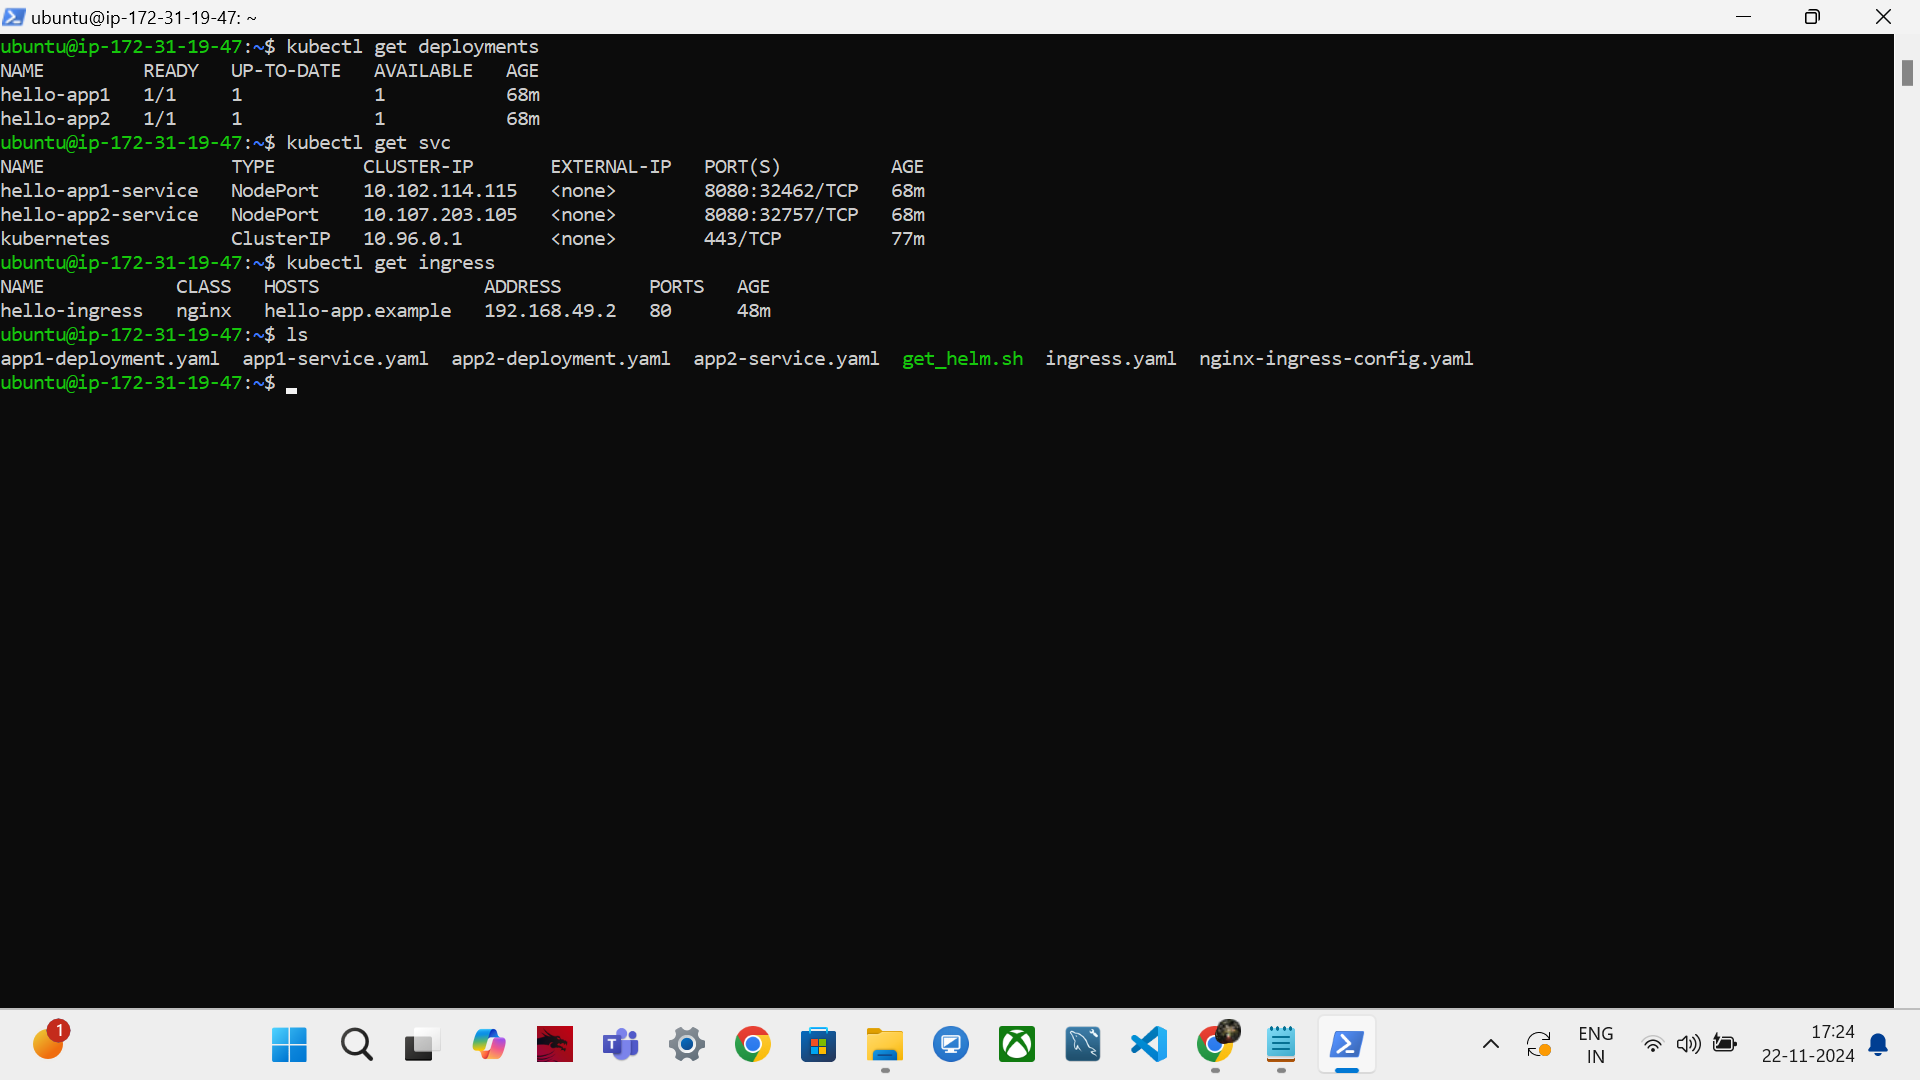 ubuntu@ip-172-31-19-47: ~
ubuntu@ip-172-31-19-47:~$ kubectl get deployments
NAME         READY   UP-TO-DATE   AVAILABLE   AGE
hello-app1   1/1     1            1           68m
hello-app2   1/1     1            1           68m
ubuntu@ip-172-31-19-47:~$ kubectl get svc
NAME                 TYPE        CLUSTER-IP       EXTERNAL-IP   PORT(S)          AGE
hello-app1-service   NodePort    10.102.114.115   <none>        8080:32462/TCP   68m
hello-app2-service   NodePort    10.107.203.105   <none>        8080:32757/TCP   68m
kubernetes           ClusterIP   10.96.0.1        <none>        443/TCP          77m
ubuntu@ip-172-31-19-47:~$ kubectl get ingress
NAME            CLASS   HOSTS               ADDRESS        PORTS   AGE
hello-ingress   nginx   hello-app.example   192.168.49.2   80      48m
ubuntu@ip-172-31-19-47:~$ ls
app1-deployment.yaml  app1-service.yaml  app2-deployment.yaml  app2-service.yaml  get_helm.sh  ingress.yaml  nginx-ingress-config.yaml
ubuntu@ip-172-31-19-47:~$
1
T
ENG
IN
17:24
22-11-2024